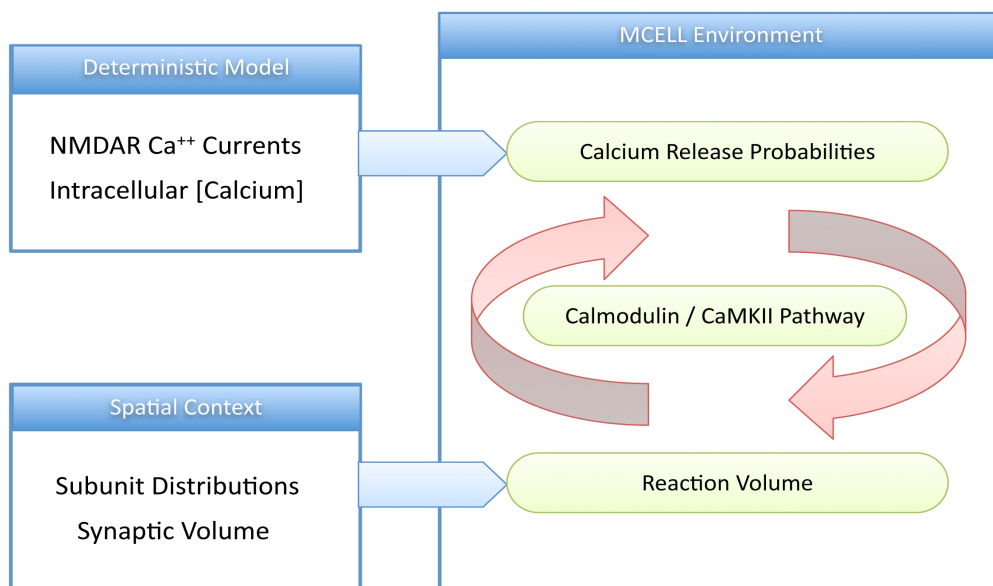 Deterministic Model
NMDAR Ca⁺⁺ Currents
Intracellular [Calcium]
Spatial Context
Subunit Distributions
Synaptic Volume
MCELL Environment
Calcium Release Probabilities
Calmodulin / CaMKII Pathway
Reaction Volume